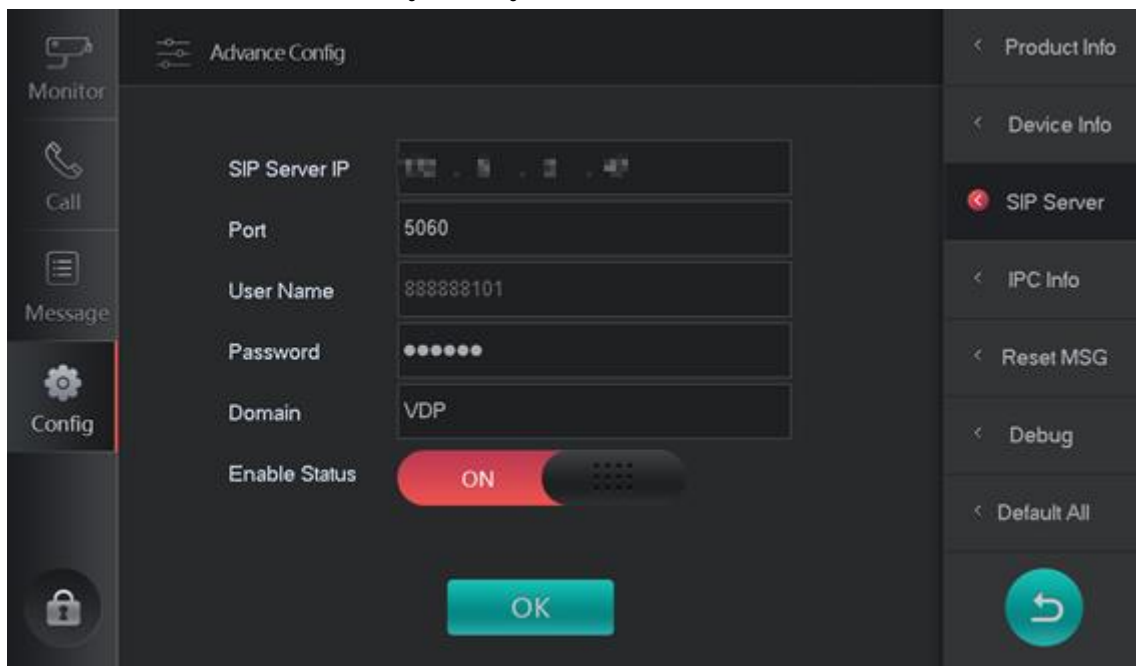 Monitor
Call
Message
Config
Advance Config
SIP Server IP
Port 5060
User Name 888888101
Password ●●●●●●
Domain VDP
Enable Status ON
OK
Product Info
Device Info
SIP Server
IPC Info
Reset MSG
Debug
Default All